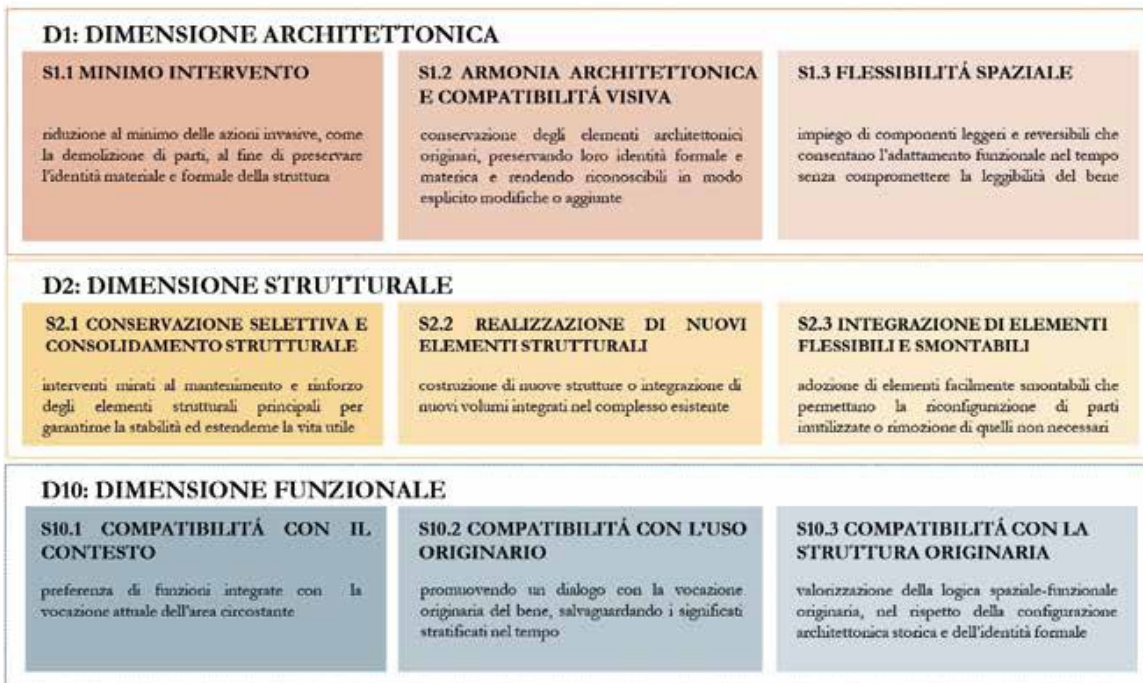 D1: DIMENSIONE ARCHITETTONICA
S1.1 MINIMO INTERVENTO
riduzione al minimo delle azioni invasive, come
la demolizione di parti, al fine di preservare
l'identità materiale e formale della struttura
S1.2 ARMONIA ARCHITETTONICA
E COMPATIBILITÁ VISIVA
conservazione degli elementi architettonici
originari, preservando loro identità formale e
materica e rendendo riconoscibili in modo
esplicito modifiche o aggiunte
S1.3 FLESSIBILITÁ SPAZIALE
impiego di componenti leggeri e reversibili che
consentano l'adattamento funzionale nel tempo
senza compromettere la leggibilità del bene
D2: DIMENSIONE STRUTTURALE
S2.1 CONSERVAZIONE SELETTIVA E
CONSOLIDAMENTO STRUTTURALE
interventi mirati al mantenimento e rinforzo
degli elementi strutturali principali per
garantirne la stabilità ed estenderne la vita utile
S2.2 REALIZZAZIONE DI NUOVI
ELEMENTI STRUTTURALI
costruzione di nuove strutture o integrazione di
nuovi volumi integrati nel complesso esistente
S2.3 INTEGRAZIONE DI ELEMENTI
FLESSIBILI E SMONTABILI
adozione di elementi facilmente smontabili che
permettano la riconfigurazione di parti
inutilizzate o rimozione di quelli non necessari
D10: DIMENSIONE FUNZIONALE
S10.1 COMPATIBILITÁ CON IL
CONTESTO
preferenza di funzioni integrate con la
vocazione attuale dell'area circostante
S10.2 COMPATIBILITÁ CON L'USO
ORIGINARIO
promuovendo un dialogo con la vocazione
originaria del bene, salvaguardando i significati
stratificati nel tempo
S10.3 COMPATIBILITÁ CON LA
STRUTTURA ORIGINARIA
valorizzazione della logica spaziale-funzionale
originaria, nel rispetto della configurazione
architettonica storica e dell'identità formale